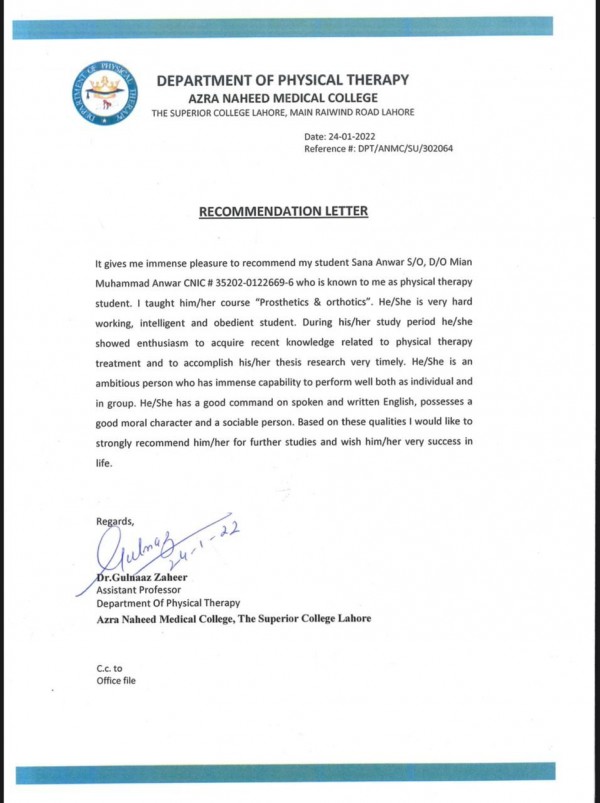 DEPARTMENT OF PHYSICAL THERAPY
DEPARTMENT OF PHYSICAL THERAPY
AZRA NAHEED MEDICAL COLLEGE
THE SUPERIOR COLLEGE LAHORE, MAIN RAIWIND ROAD LAHORE
Date: 24-01-2022
Reference #: DPT/ANMC/SU/302064
RECOMMENDATION LETTER
It gives me immense pleasure to recommend my student Sana Anwar S/O, D/O Mian
Muhammad Anwar CNIC # 35202-0122669-6 who is known to me as physical therapy
student. I taught him/her course “Prosthetics & orthotics”. He/She is very hard
working, intelligent and obedient student. During his/her study period he/she
showed enthusiasm to acquire recent knowledge related to physical therapy
treatment and to accomplish his/her thesis research very timely. He/She is an
ambitious person who has immense capability to perform well both as individual and
in group. He/She has a good command on spoken and written English, possesses a
good moral character and a sociable person. Based on these qualities I would like to
strongly recommend him/her for further studies and wish him/her very success in
life.
Regards,
Gulnaz
24-1-22
Dr.Gulnaaz Zaheer
Assistant Professor
Department Of Physical Therapy
Azra Naheed Medical College, The Superior College Lahore
C.c. to
Office file